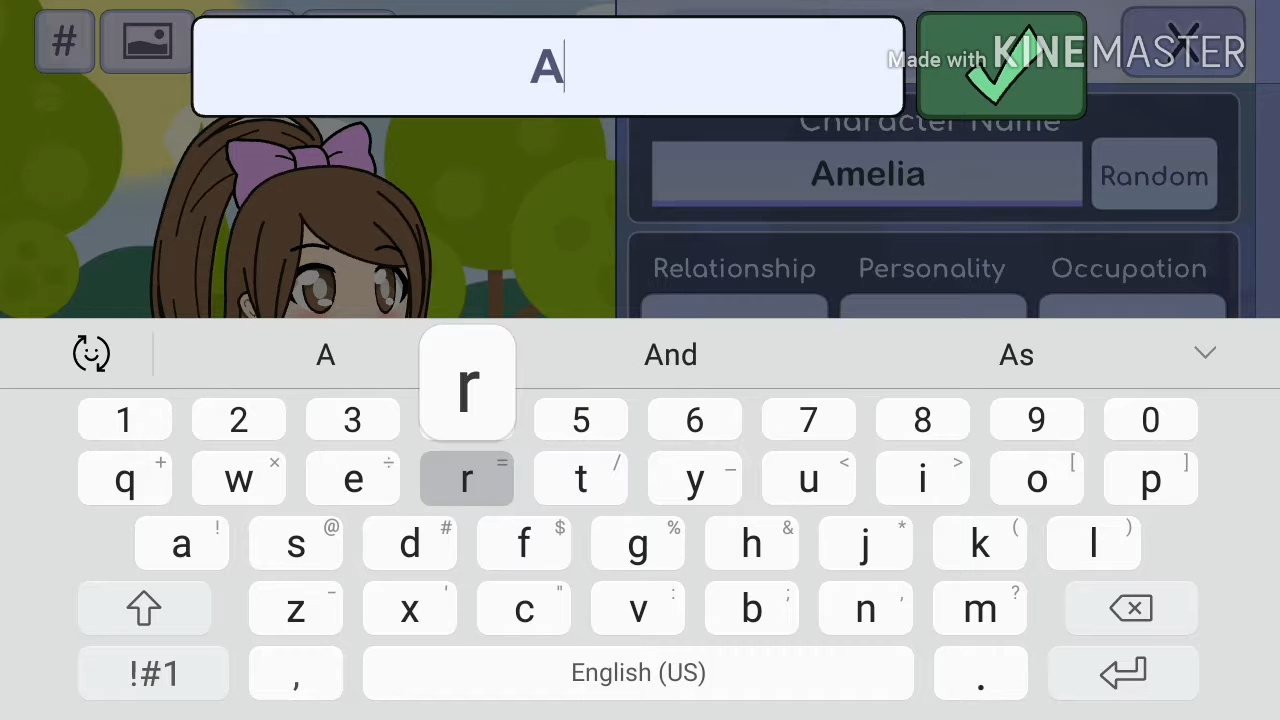 #
A
Made with KINEMASTER
X
Character Name
Amelia
Random
Relationship Personality Occupation
A And As
r
1 2 3 5 6 7 8 9 0
q + w × e ÷ r = t / y _ u < i > o [ p ]
a ! s @ d # f $ g % h & j * k ( l )
z - x ' c " v : b ; n , m ?
!#1 , English (US) .